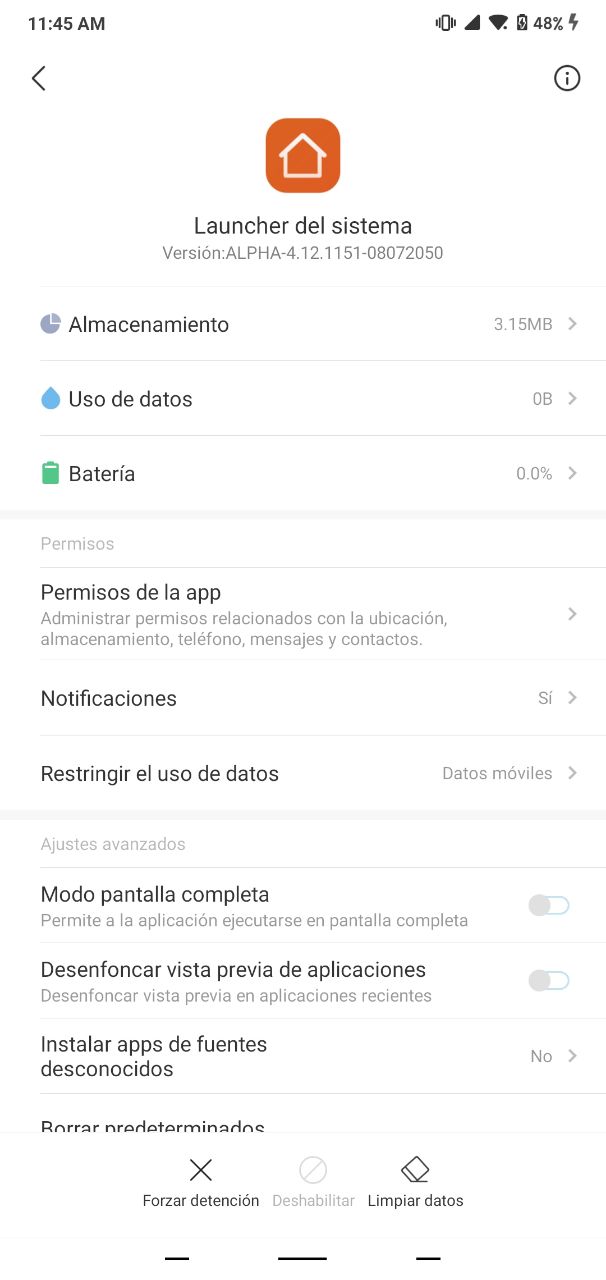 11:45 AM
48%
Launcher del sistema
Versión:ALPHA-4.12.1151-08072050
Almacenamiento 3.15MB
Uso de datos 0B
Batería 0.0%
Permisos
Permisos de la app
Administrar permisos relacionados con la ubicación,
almacenamiento, teléfono, mensajes y contactos.
Notificaciones Sí
Restringir el uso de datos Datos móviles
Ajustes avanzados
Modo pantalla completa
Permite a la aplicación ejecutarse en pantalla completa
Desenfoncar vista previa de aplicaciones
Desenfoncar vista previa en aplicaciones recientes
Instalar apps de fuentes
desconocidos No
Borrar predeterminados
Forzar detención Deshabilitar Limpiar datos